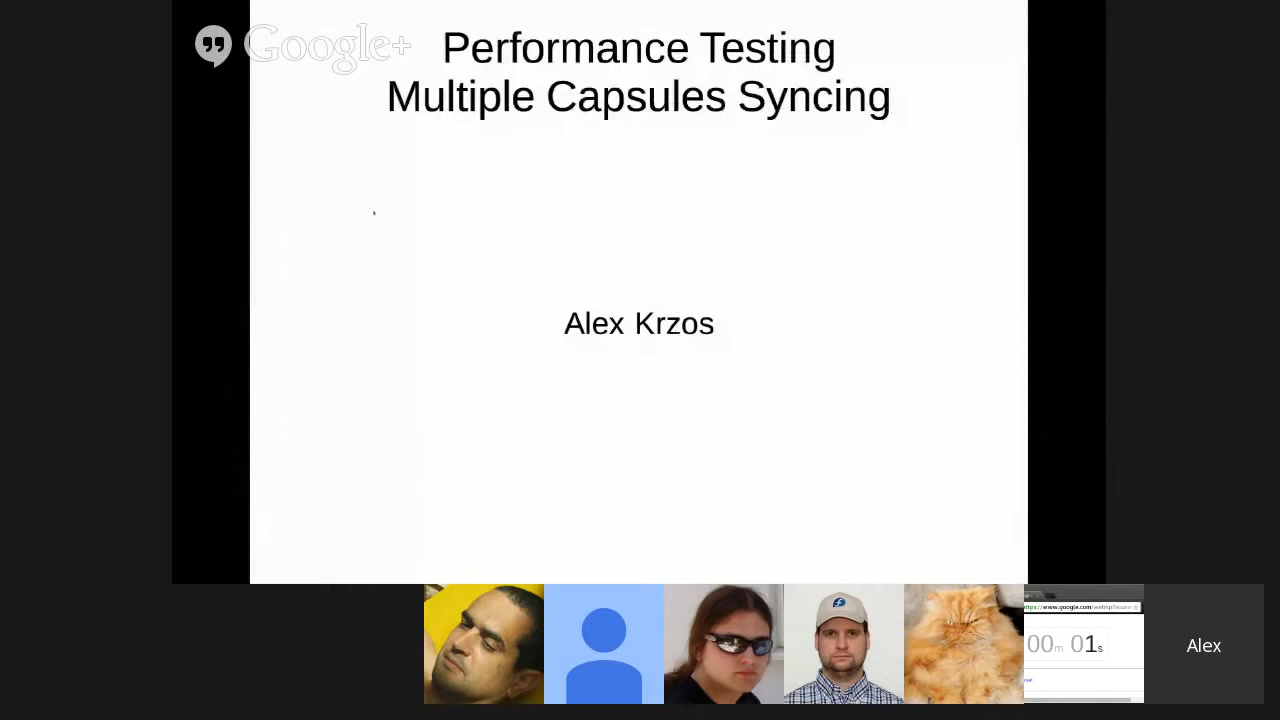 Google+
Performance Testing
Multiple Capsules Syncing
Alex Krzos
00m 01s
Alex